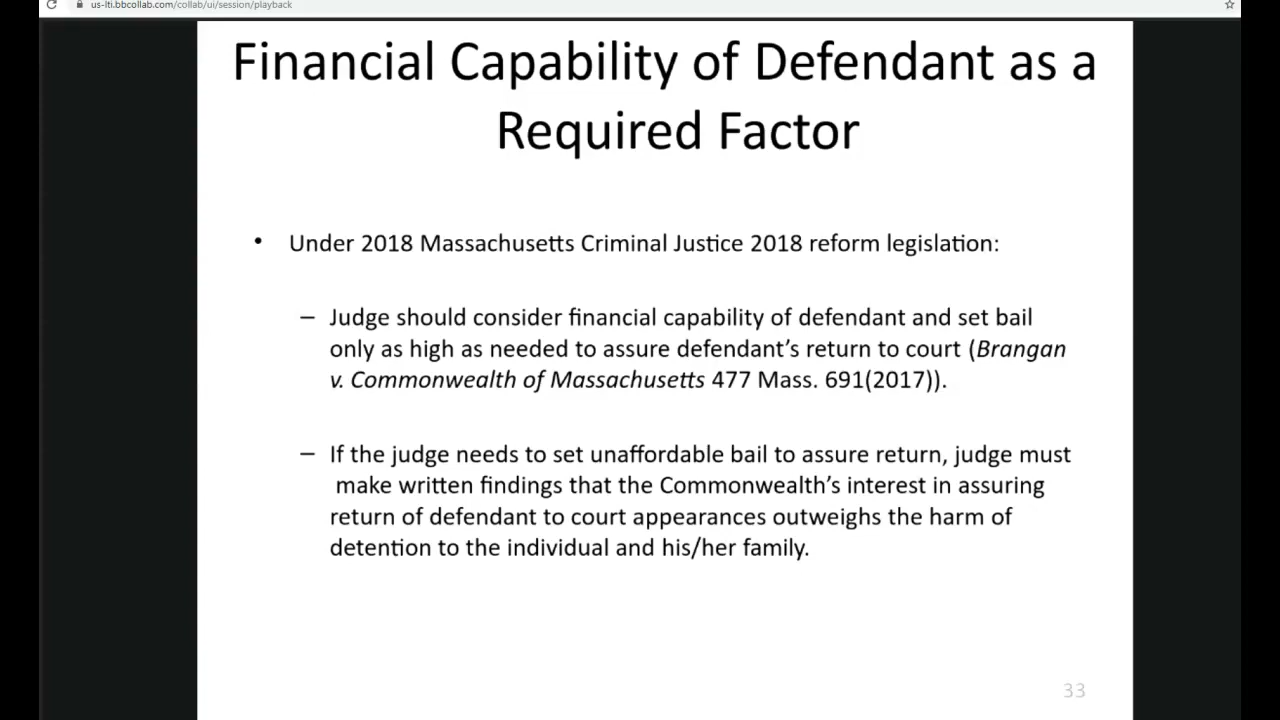 us-lti.bbcollab.com/collab/ui/session/playback
Financial Capability of Defendant as a
Required Factor
• Under 2018 Massachusetts Criminal Justice 2018 reform legislation:
– Judge should consider financial capability of defendant and set bail
only as high as needed to assure defendant’s return to court (Brangan
v. Commonwealth of Massachusetts 477 Mass. 691(2017)).
– If the judge needs to set unaffordable bail to assure return, judge must
make written findings that the Commonwealth’s interest in assuring
return of defendant to court appearances outweighs the harm of
detention to the individual and his/her family.
33